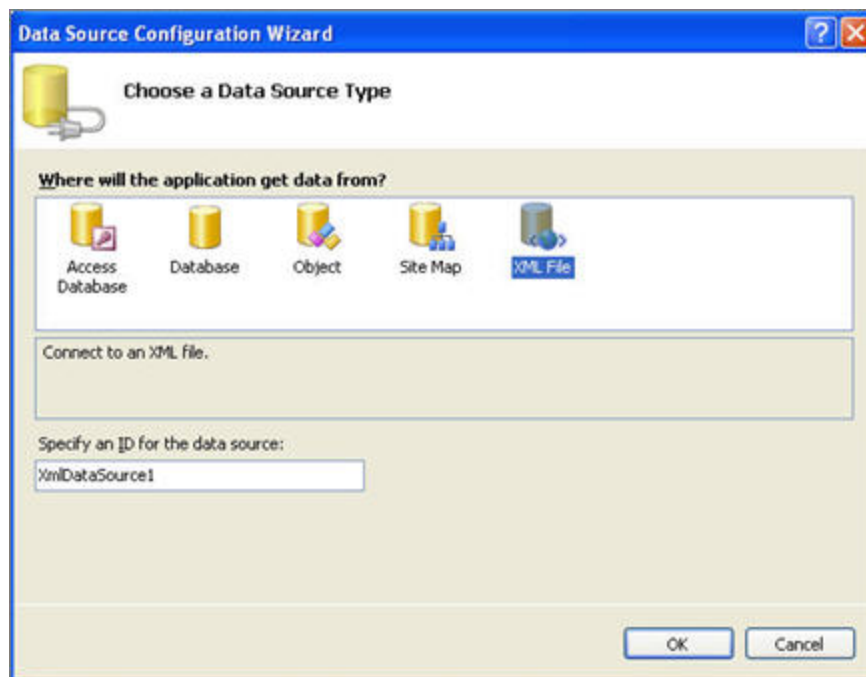 Data Source Configuration Wizard
Choose a Data Source Type
Where will the application get data from?
Access
Database
Database
Object
Site Map
XML File
Connect to an XML file.
Specify an ID for the data source:
XmlDataSource1
OK
Cancel